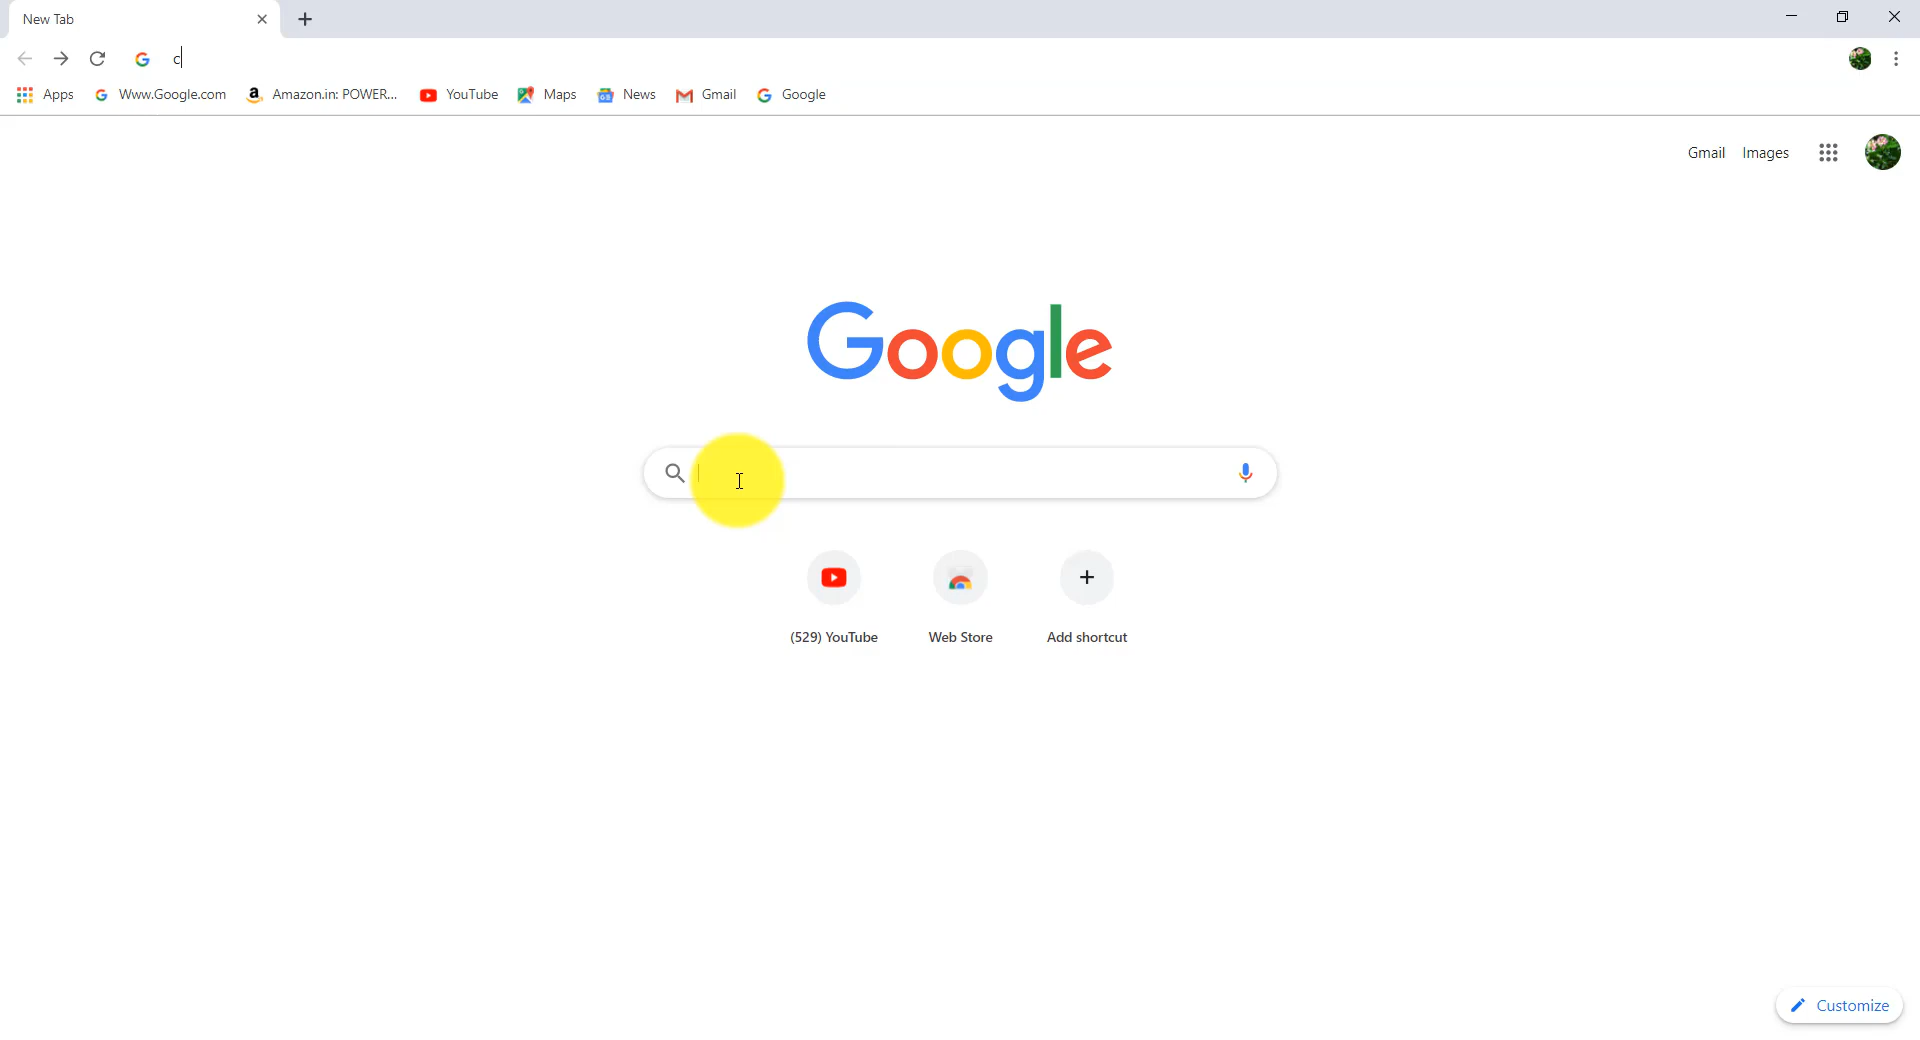 New Tab
c
Apps Www.Google.com Amazon.in: POWER... YouTube Maps News Gmail Google
Gmail Images
Google
(529) YouTube Web Store Add shortcut
Customize